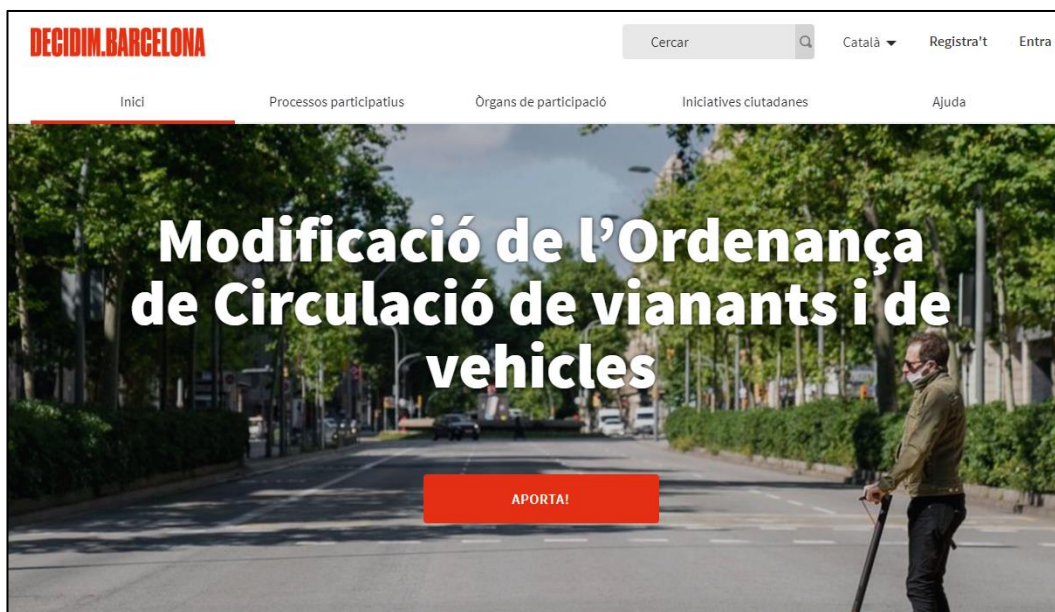 DECIDIM.BARCELONA
Cercar
Català
Registra't
Entra
Inici
Processos participatius
Òrgans de participació
Iniciatives ciutadanes
Ajuda
Modificació de l’Ordenança
de Circulació de vianants i de
vehicles
APORTA!